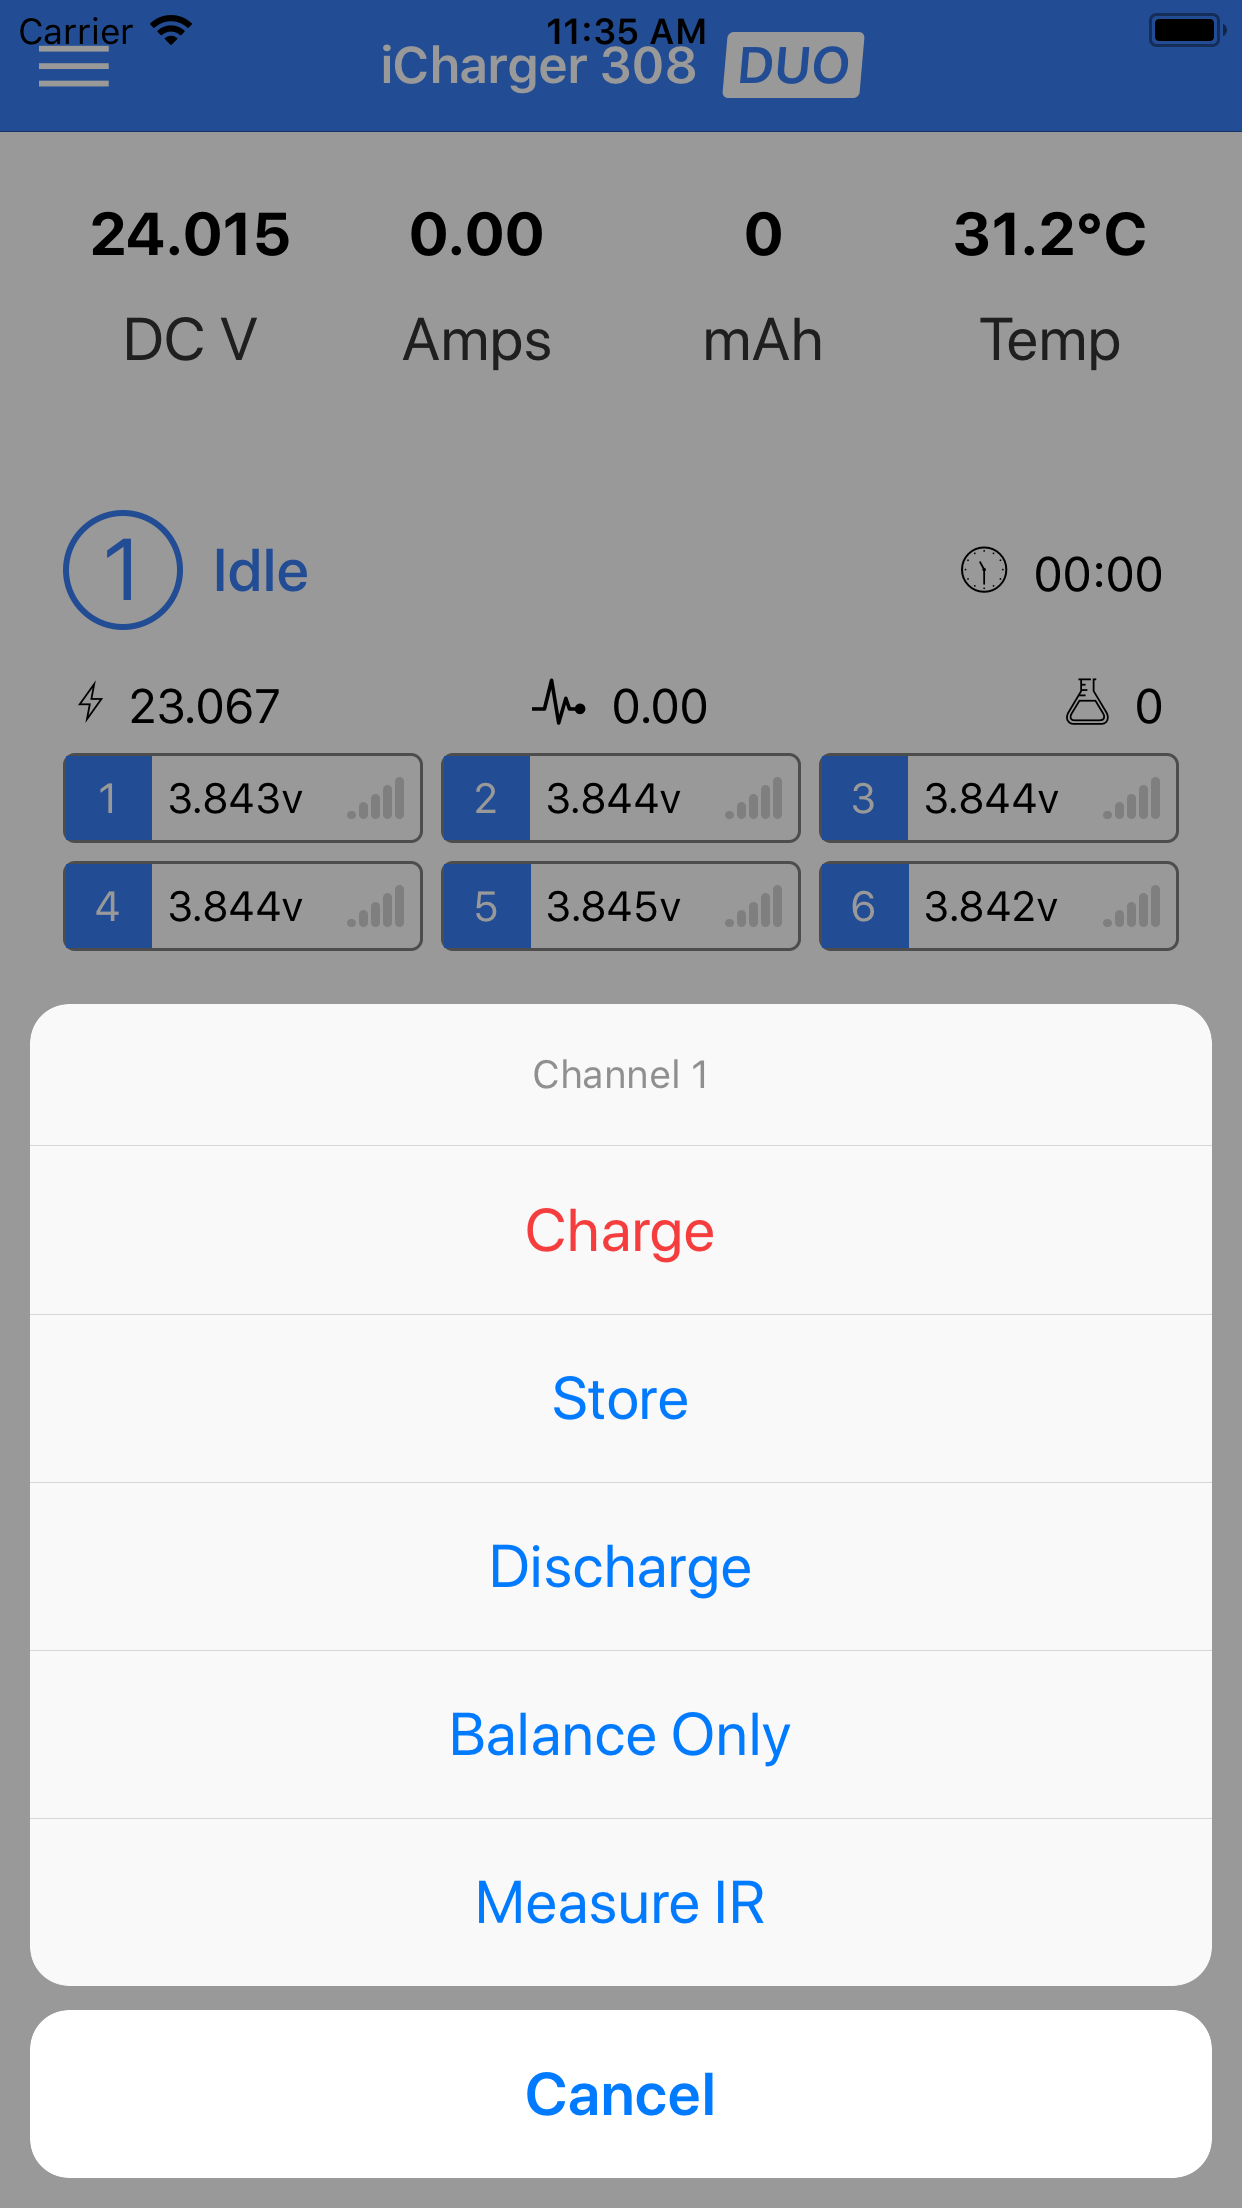 Carrier 11:35 AM
iCharger 308 DUO
24.015 0.00 0 31.2°C
DC V Amps mAh Temp
1 Idle 00:00
23.067 0.00 0
1 3.843v 2 3.844v 3 3.844v
4 3.844v 5 3.845v 6 3.842v
Channel 1
Charge
Store
Discharge
Balance Only
Measure IR
Cancel